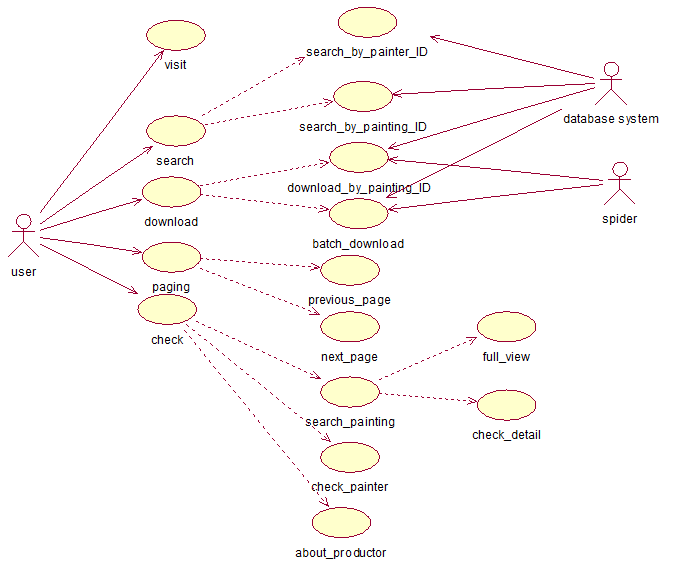 visit
search_by_painter_ID
search_by_painting_ID
database system
search
download_by_painting_ID
download
spider
batch_download
user
paging
previous_page
check
next_page
full_view
search_painting
check_detail
check_painter
about_productor